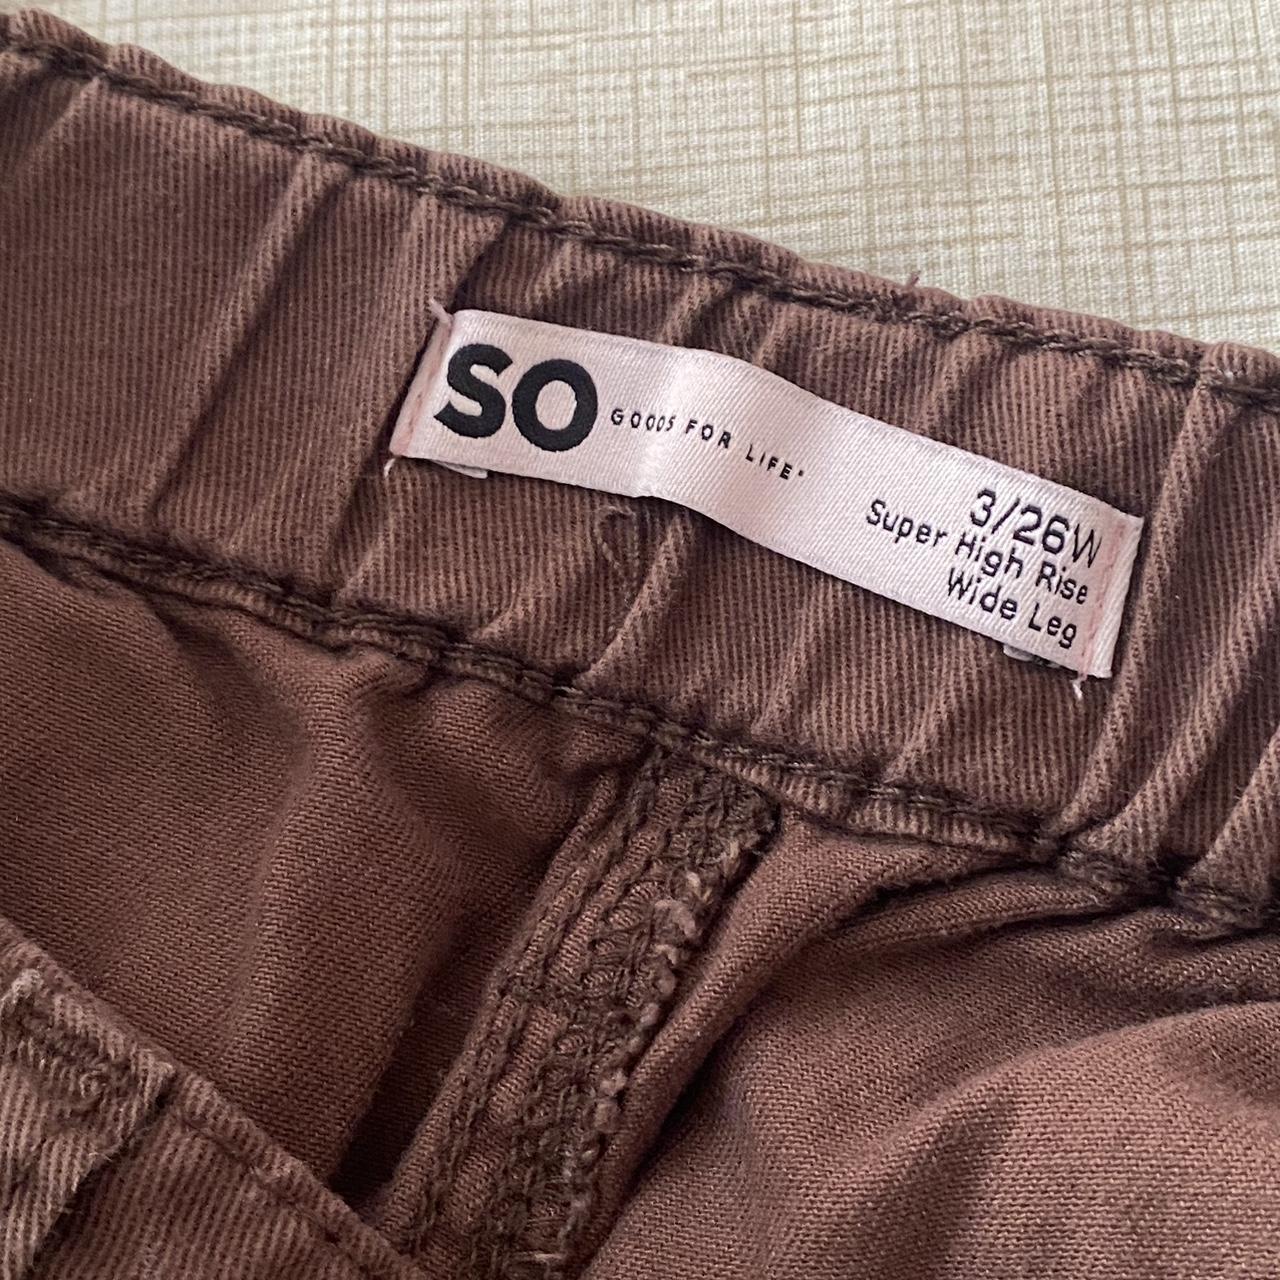 SO GOODS FOR LIFE®
3/26W
Super High Rise
Wide Leg